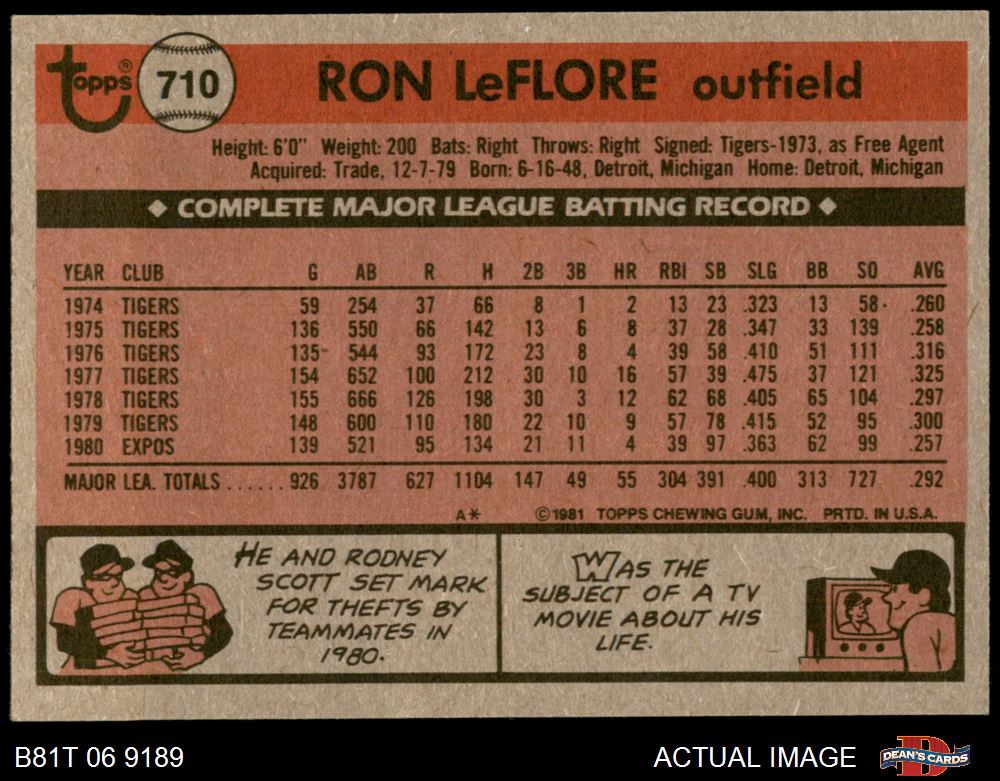 Topps®
710
RON LeFLORE outfield
Height: 6'0" Weight: 200 Bats: Right Throws: Right Signed: Tigers-1973, as Free Agent
Acquired: Trade, 12-7-79 Born: 6-16-48, Detroit, Michigan Home: Detroit, Michigan
◆ COMPLETE MAJOR LEAGUE BATTING RECORD ◆
YEAR CLUB G AB R H 2B 3B HR RBI SB SLG BB SO AVG
1974 TIGERS 59 254 37 66 8 1 2 13 23 .323 13 58 .260
1975 TIGERS 136 550 66 142 13 6 8 37 28 .347 33 139 .258
1976 TIGERS 135 544 93 172 23 8 4 39 58 .410 51 111 .316
1977 TIGERS 154 652 100 212 30 10 16 57 39 .475 37 121 .325
1978 TIGERS 155 666 126 198 30 3 12 62 68 .405 65 104 .297
1979 TIGERS 148 600 110 180 22 10 9 57 78 .415 52 95 .300
1980 EXPOS 139 521 95 134 21 11 4 39 97 .363 62 99 .257
MAJOR LEA. TOTALS ...... 926 3787 627 1104 147 49 55 304 391 .400 313 727 .292
A* ©1981 TOPPS CHEWING GUM, INC. PRTD. IN U.S.A.
HE AND RODNEY
SCOTT SET MARK
FOR THEFTS BY
TEAMMATES IN
1980.
WAS THE
SUBJECT OF A TV
MOVIE ABOUT HIS
LIFE.
B81T 06 9189
ACTUAL IMAGE
DEAN'S CARDS